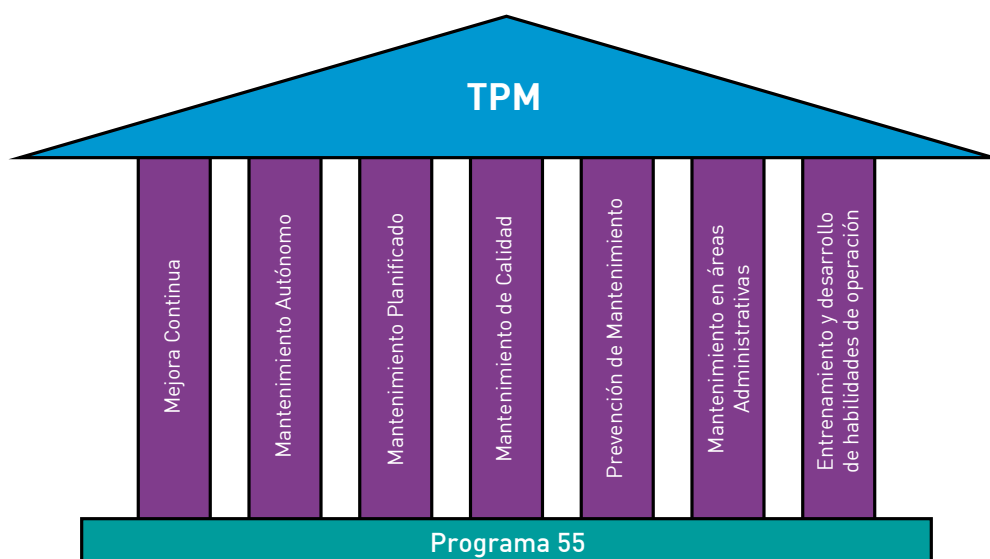 TPM
Mejora Continua
Mantenimiento Autónomo
Mantenimiento Planificado
Mantenimiento de Calidad
Prevención de Mantenimiento
Mantenimiento en áreas
Administrativas
Entrenamiento y desarrollo
de habilidades de operación
Programa 55